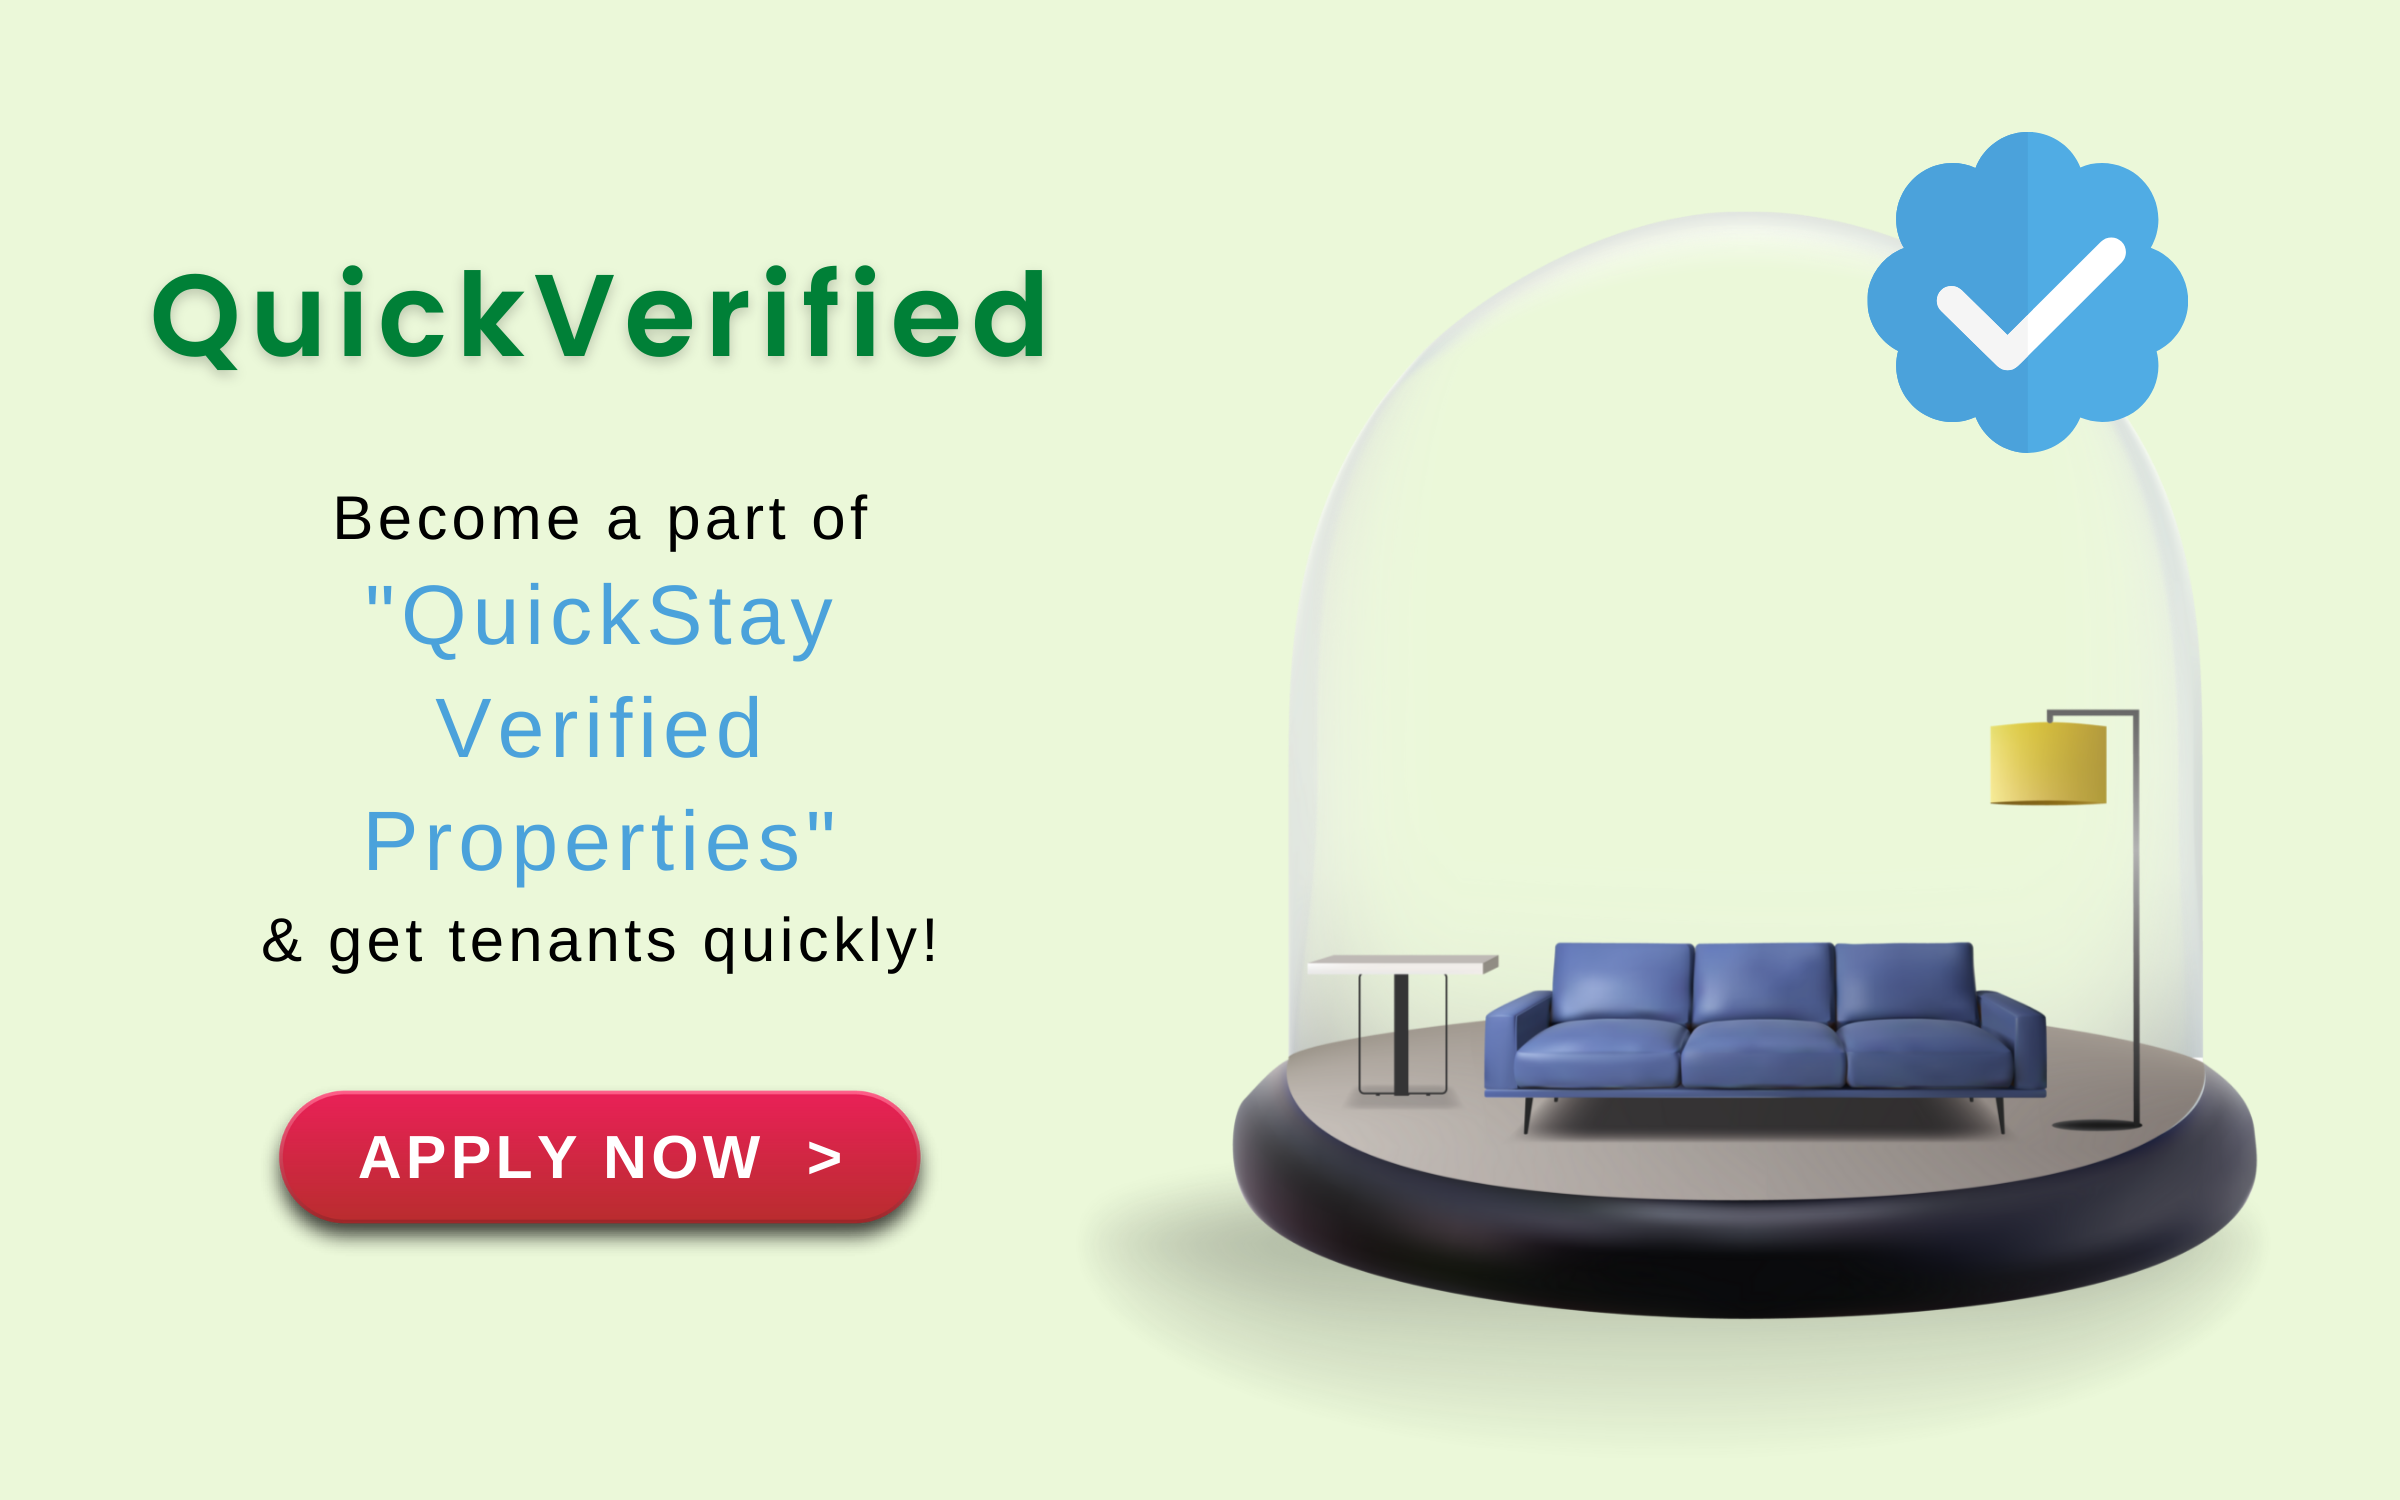 QuickVerified
Become a part of
"QuickStay
Verified
Properties"
& get tenants quickly!
APPLY NOW >